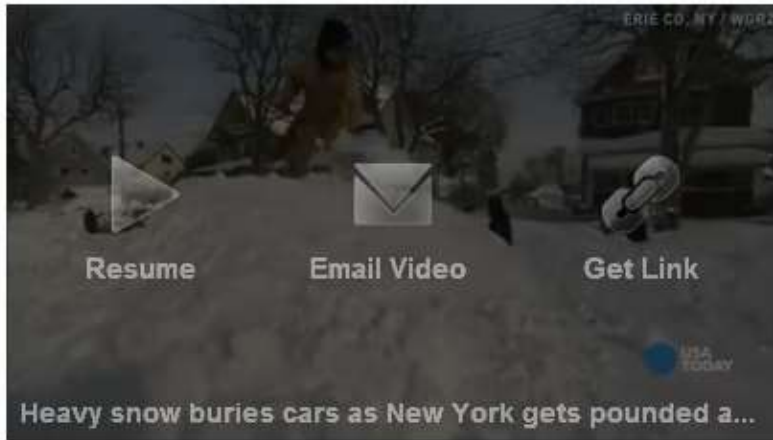 ERIE CO, NY / WGRZ
Resume Email Video Get Link
USA
TODAY
Heavy snow buries cars as New York gets pounded a...